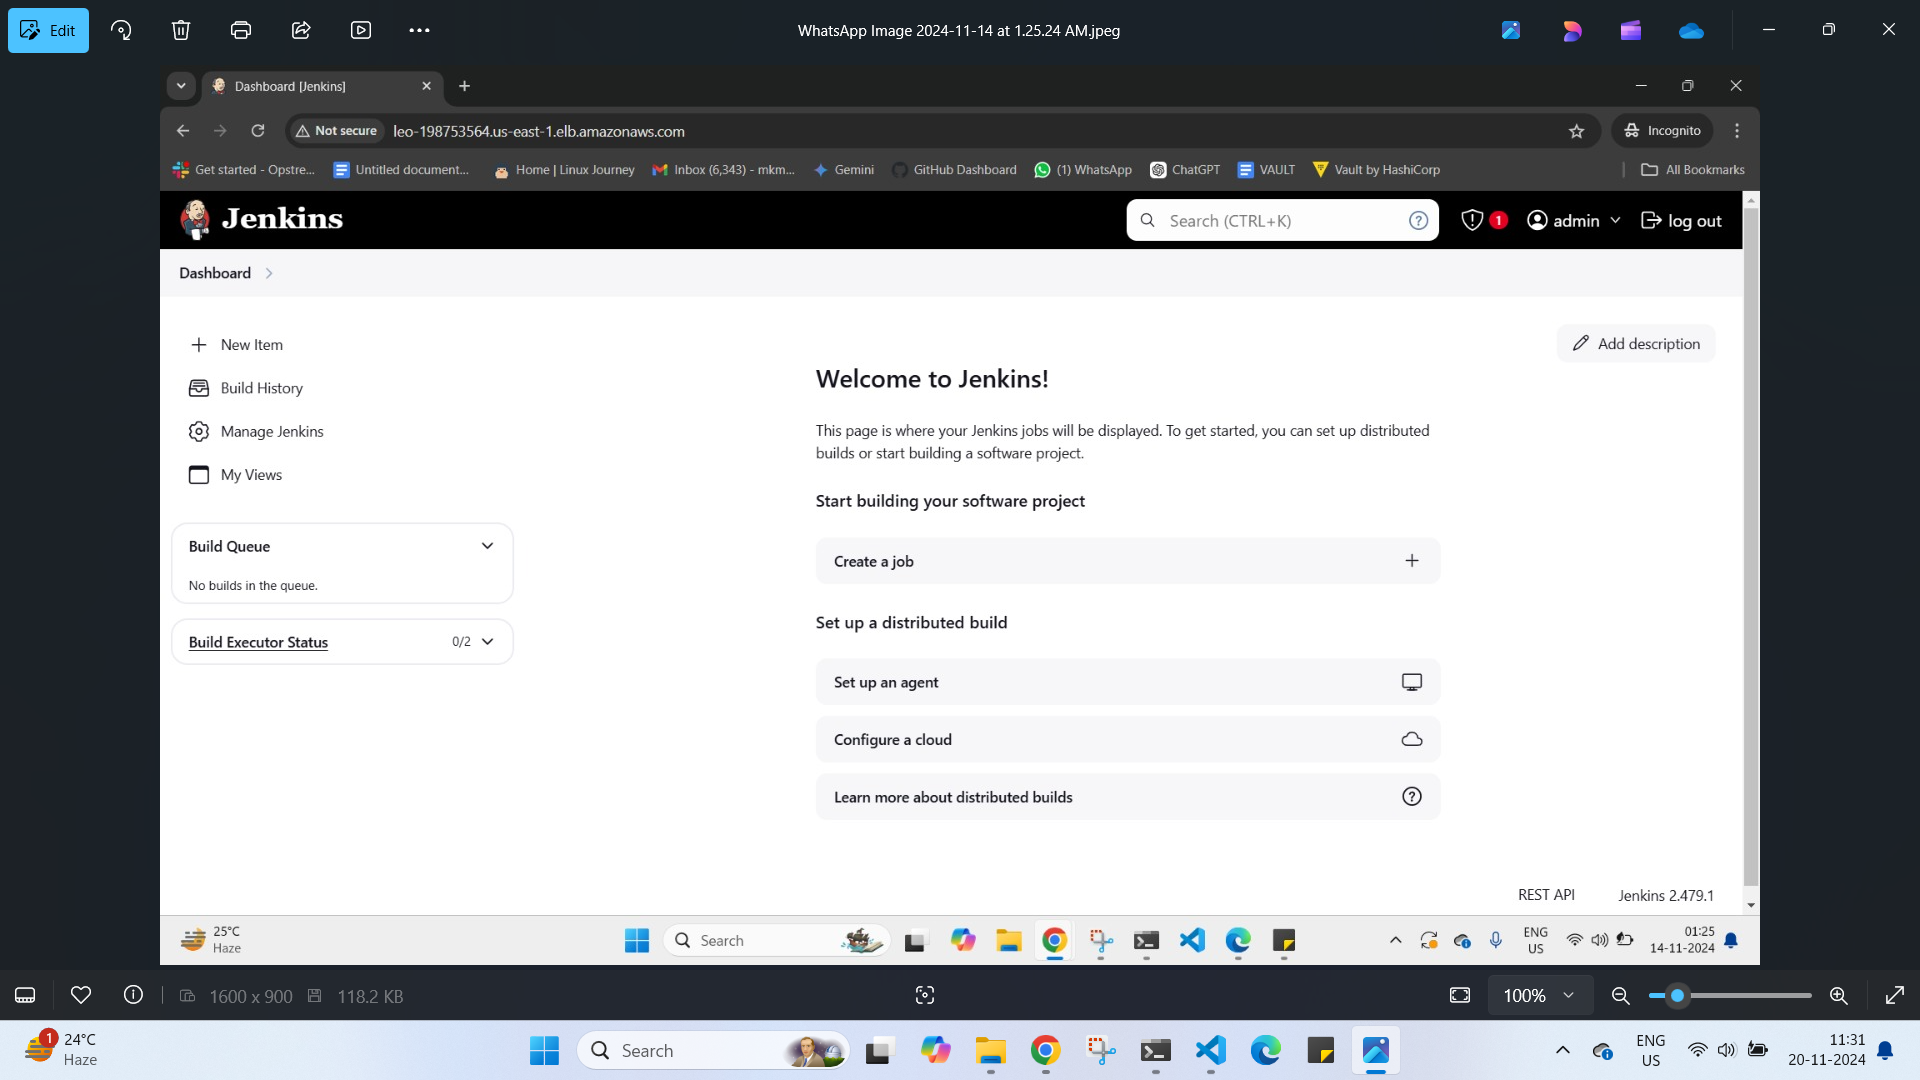 Edit
WhatsApp Image 2024-11-14 at 1.25.24 AM.jpeg
Dashboard [Jenkins]
Not secure
leo-198753564.us-east-1.elb.amazonaws.com
Incognito
Get started - Opstre...
Untitled document...
Home | Linux Journey
Inbox (6,343) - mkm...
Gemini
GitHub Dashboard
(1) WhatsApp
ChatGPT
VAULT
Vault by HashiCorp
All Bookmarks
Jenkins
Search (CTRL+K)
1
admin
log out
Dashboard
New Item
Build History
Manage Jenkins
My Views
Build Queue
No builds in the queue.
Build Executor Status
0/2
Add description
Welcome to Jenkins!
This page is where your Jenkins jobs will be displayed. To get started, you can set up distributed
builds or start building a software project.
Start building your software project
Create a job
Set up a distributed build
Set up an agent
Configure a cloud
Learn more about distributed builds
REST API
Jenkins 2.479.1
25°C
Haze
Search
ENG
US
01:25
14-11-2024
1600 x 900
118.2 KB
100%
1
24°C
Haze
Search
ENG
US
11:31
20-11-2024